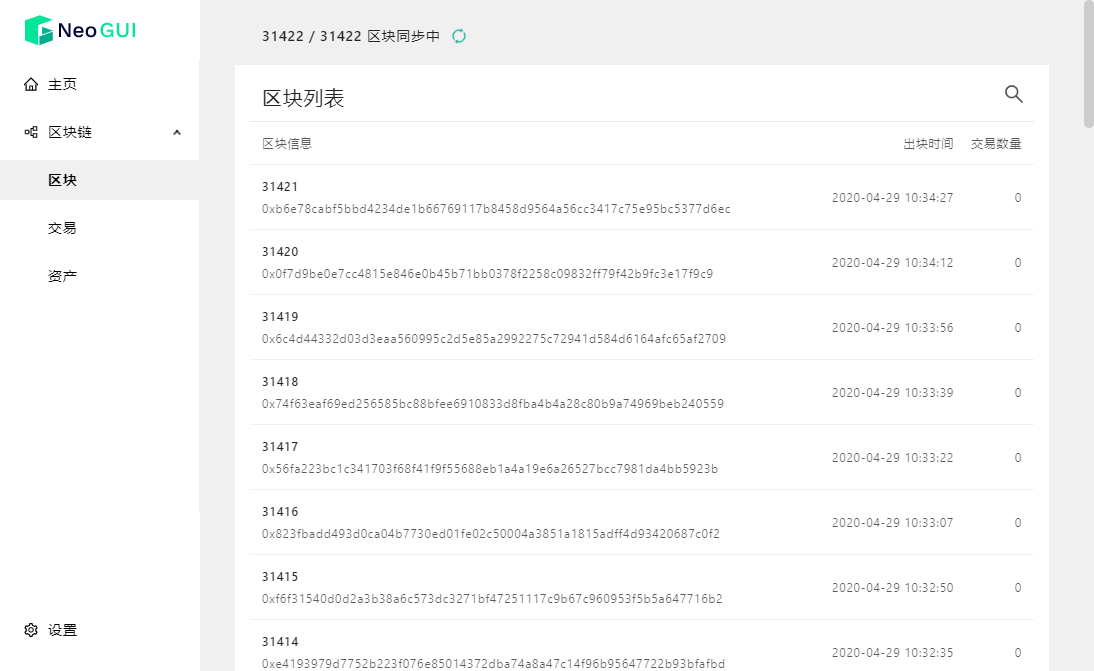 Neo GUI
31422 / 31422 区块同步中
主页
区块链
区块
交易
资产
设置
区块列表
区块信息 出块时间 交易数量
31421
0xb6e78cabf5bbd4234de1b66769117b8458d9564a56cc3417c75e95bc5377d6ec
2020-04-29 10:34:27 0
31420
0x0f7d9be0e7cc4815e846e0b45b71bb0378f2258c09832ff79f42b9fc3e17f9c9
2020-04-29 10:34:12 0
31419
0x6c4d44332d03d3eaa560995c2d5e85a2992275c72941d584d6164afc65af2709
2020-04-29 10:33:56 0
31418
0x74f63eaf69ed256585bc88bfee6910833d8fba4b4a28c80b9a74969beb240559
2020-04-29 10:33:39 0
31417
0x56fa223bc1c341703f68f41f9f55688eb1a4a19e6a26527bcc7981da4bb5923b
2020-04-29 10:33:22 0
31416
0x823fbadd493d0ca04b7730ed01fe02c50004a3851a1815adff4d93420687c0f2
2020-04-29 10:33:07 0
31415
0xf6f31540d0d2a3b38a6c573dc3271bf47251117c9b67c960953f5b5a647716b2
2020-04-29 10:32:50 0
31414
0xe4193979d7752b223f076e85014372dba74a8a47c14f96b95647722b93bfafbd
2020-04-29 10:32:35 0